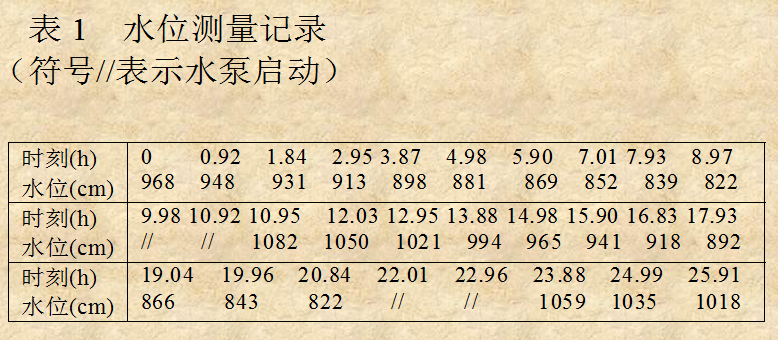 表 1 水位测量记录
（符号//表示水泵启动）
时刻(h) 0 0.92 1.84 2.95 3.87 4.98 5.90 7.01 7.93 8.97
水位(cm) 968 948 931 913 898 881 869 852 839 822
时刻(h) 9.98 10.92 10.95 12.03 12.95 13.88 14.98 15.90 16.83 17.93
水位(cm) // // 1082 1050 1021 994 965 941 918 892
时刻(h) 19.04 19.96 20.84 22.01 22.96 23.88 24.99 25.91
水位(cm) 866 843 822 // // 1059 1035 1018